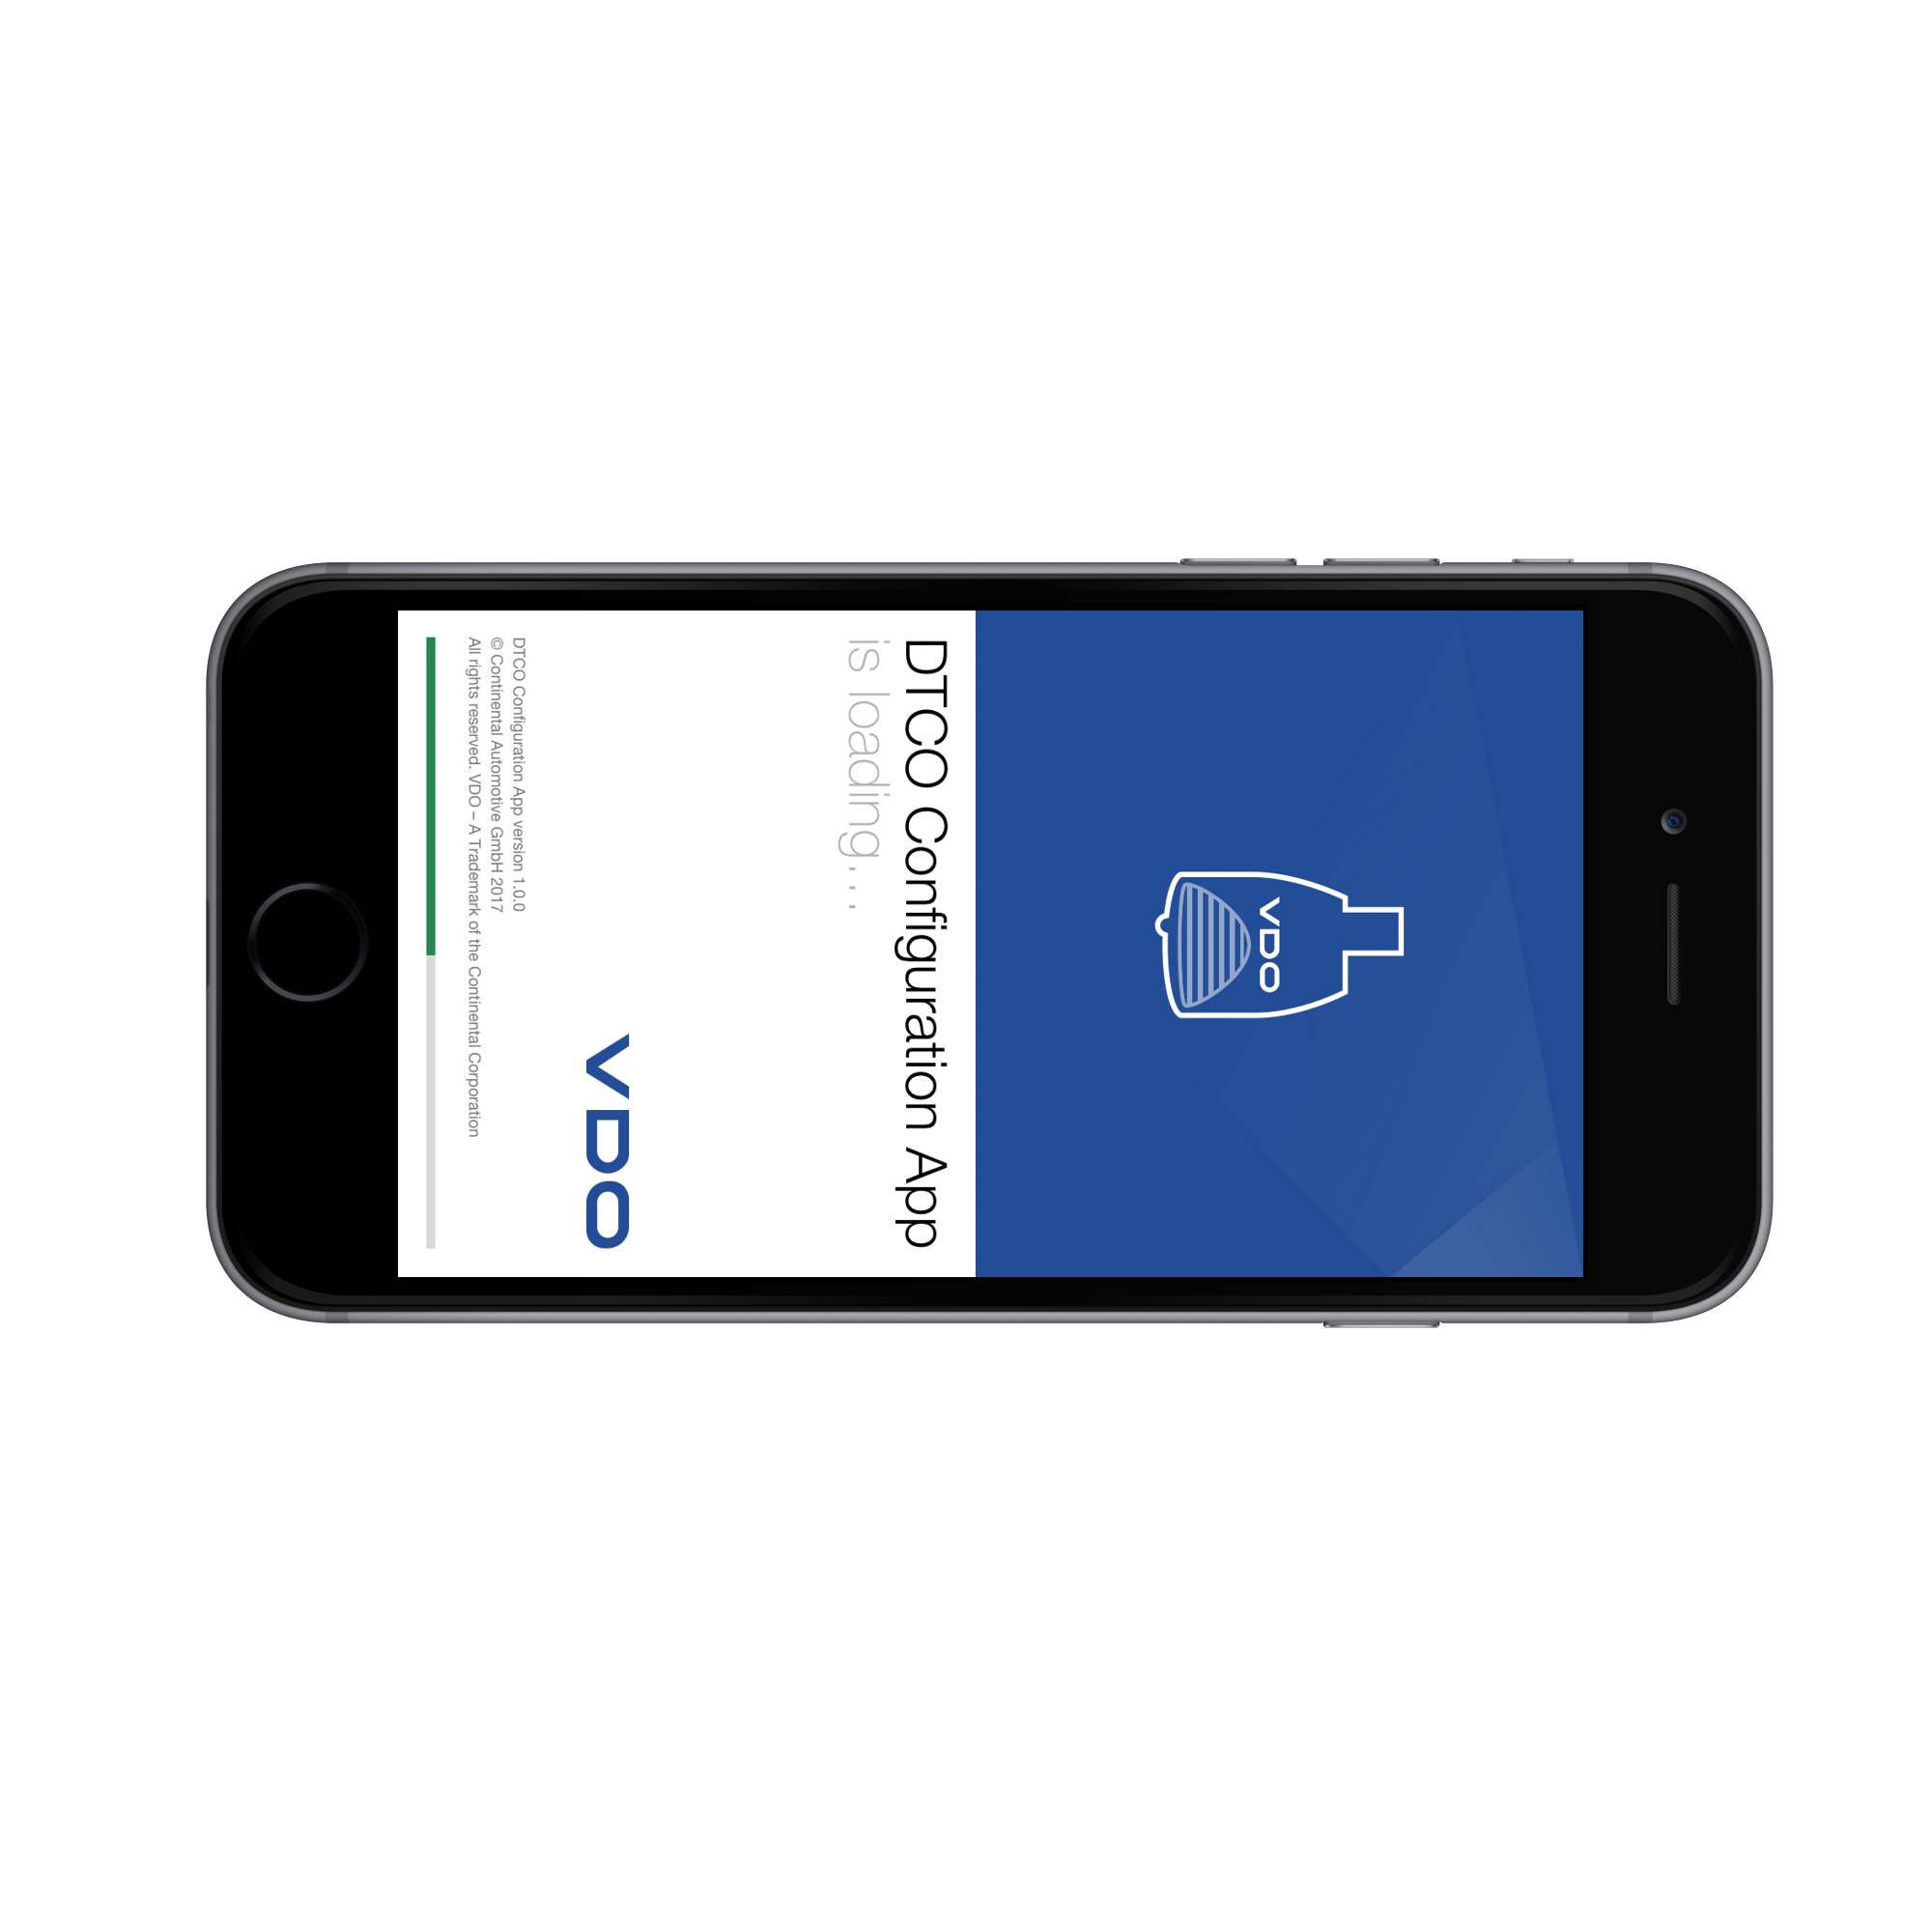 VDO
DTCO Configuration App
is loading...
VDO
DTCO Configuration App version 1.0.0
© Continental Automotive GmbH 2017
All rights reserved. VDO – A Trademark of the Continental Corporation